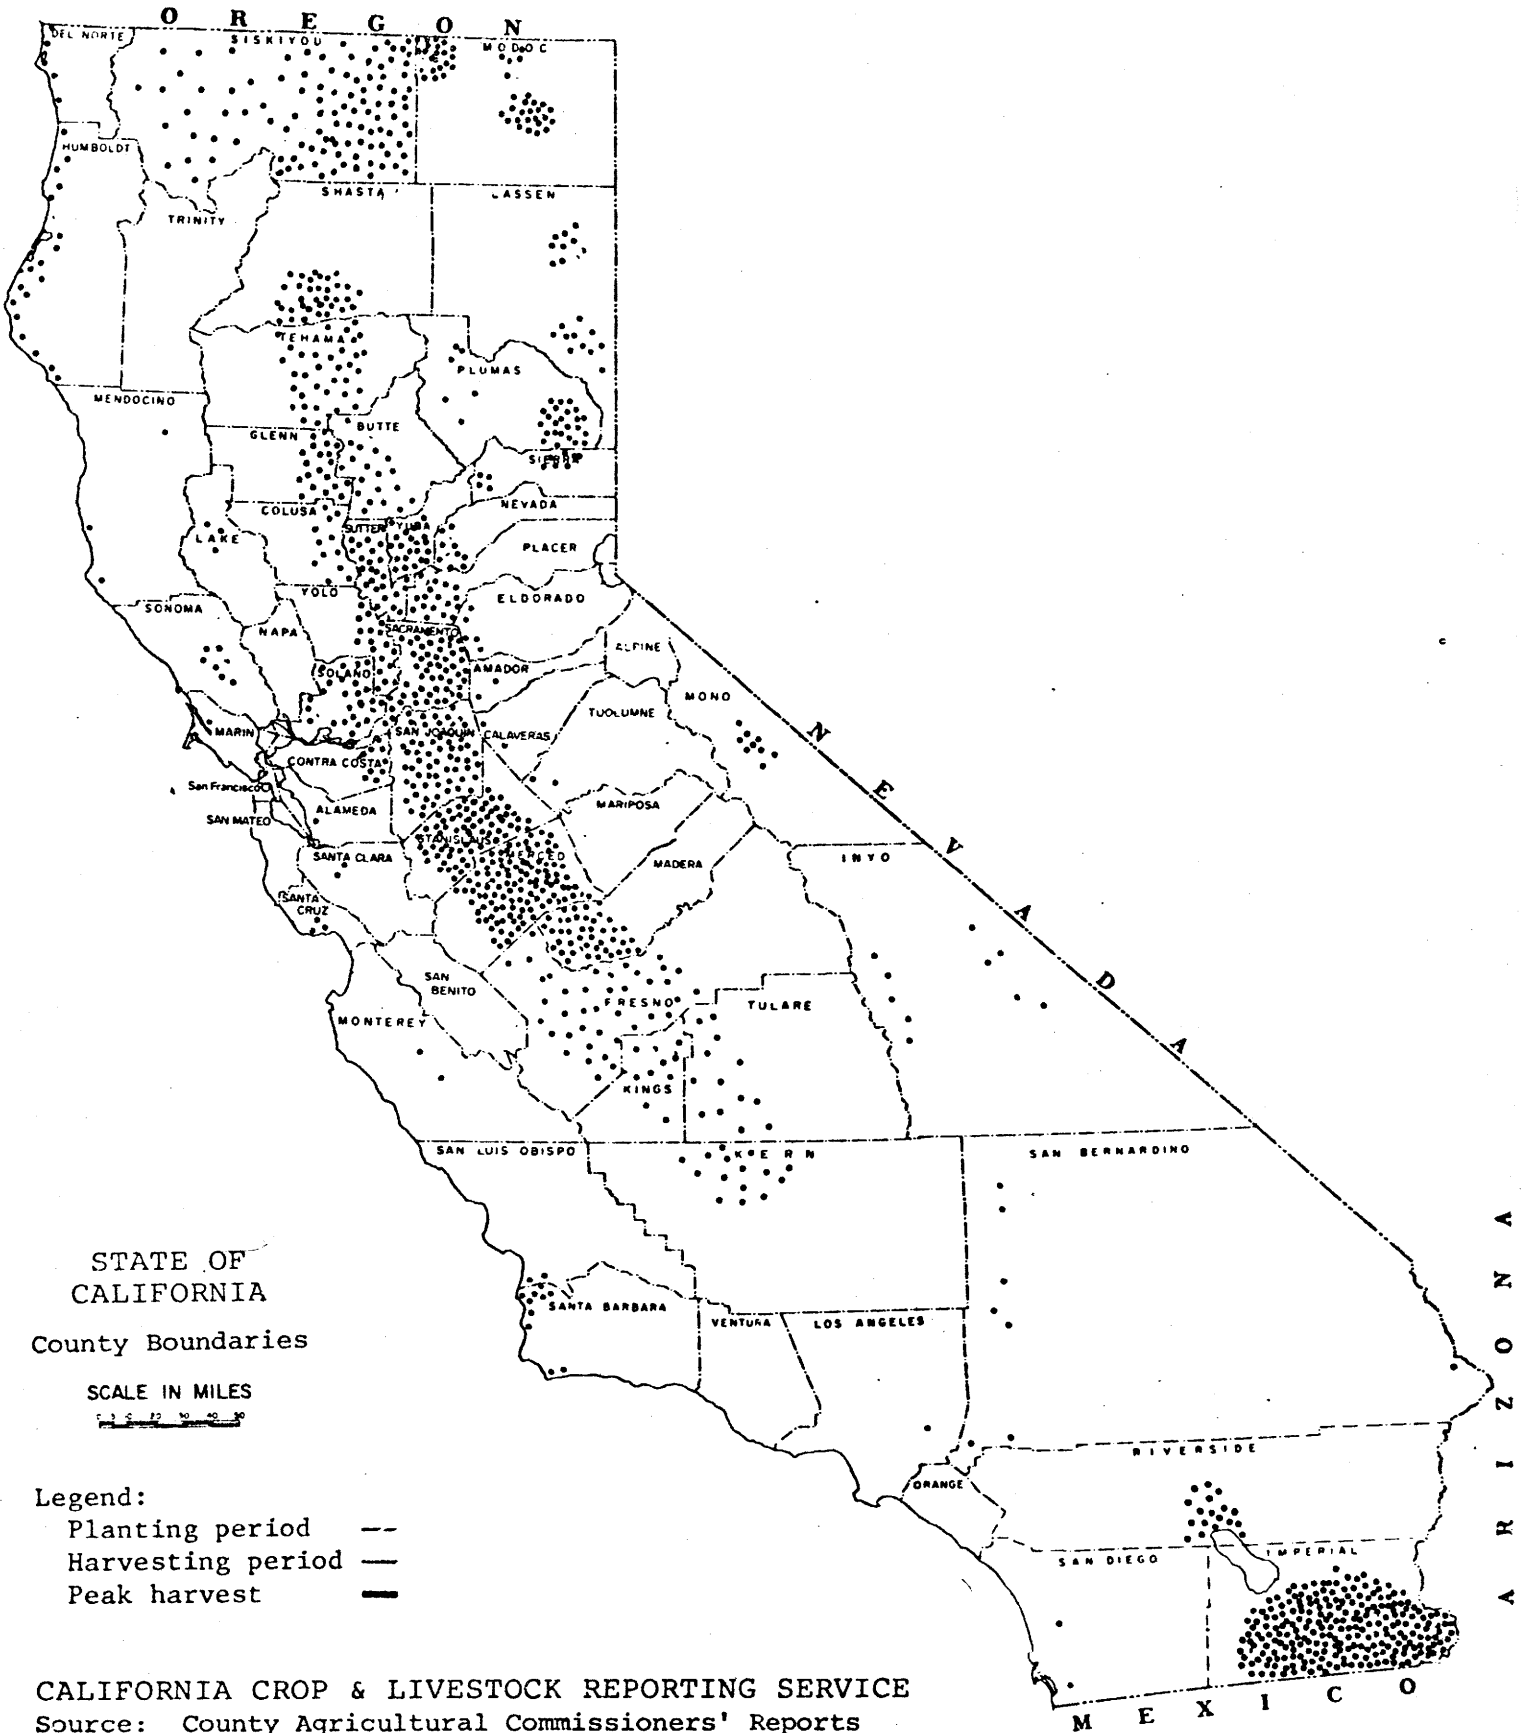 OREGON
DEL NORTE
SISKIYOU
MODOC
HUMBOLDT
SHASTA
LASSEN
TRINITY
TEHAMA
PLUMAS
MENDOCINO
GLENN
BUTTE
SIERRA
COLUSA
NEVADA
SUTTER
YUBA
LAKE
PLACER
YOLO
ELDORADO
SONOMA
NAPA
SACRAMENTO
ALPINE
SOLANO
AMADOR
MONO
TUOLUMNE
MARIN
SAN JOAQUIN
CALAVERAS
NEVADA
CONTRA COSTA
San Francisco
ALAMEDA
MARIPOSA
SAN MATEO
STANISLAUS
MERCED
SANTA CLARA
MADERA
INYO
SANTA
CRUZ
SAN
BENITO
FRESNO
TULARE
MONTEREY
KINGS
SAN LUIS OBISPO
KERN
SAN BERNARDINO
ARIZONA
STATE OF
CALIFORNIA
County Boundaries
SANTA BARBARA
VENTURA
LOS ANGELES
SCALE IN MILES
RIVERSIDE
ORANGE
Legend:
Planting period
Harvesting period
Peak harvest
SAN DIEGO
IMPERIAL
MEXICO
CALIFORNIA CROP & LIVESTOCK REPORTING SERVICE
Source: County Agricultural Commissioners' Reports